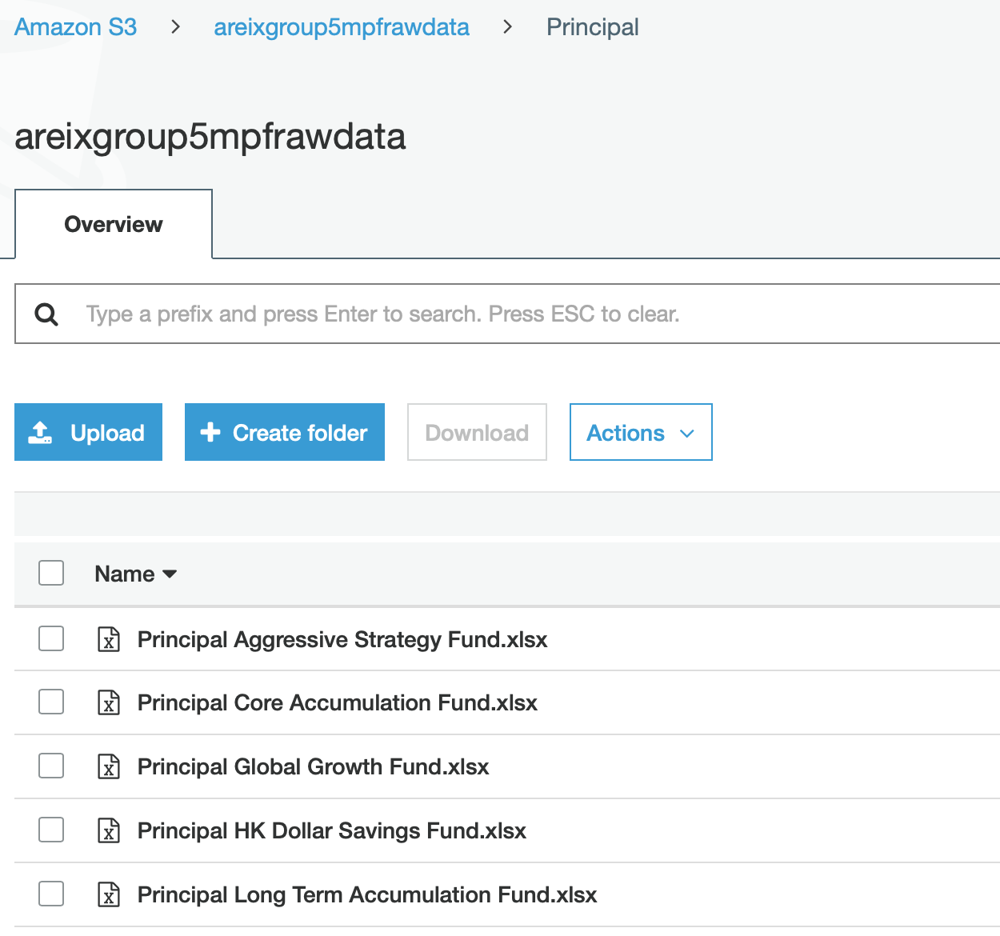 Amazon S3 > areixgroup5mpfrawdata > Principal
areixgroup5mpfrawdata
Overview
Type a prefix and press Enter to search. Press ESC to clear.
Upload Create folder Download Actions
Name
Principal Aggressive Strategy Fund.xlsx
Principal Core Accumulation Fund.xlsx
Principal Global Growth Fund.xlsx
Principal HK Dollar Savings Fund.xlsx
Principal Long Term Accumulation Fund.xlsx